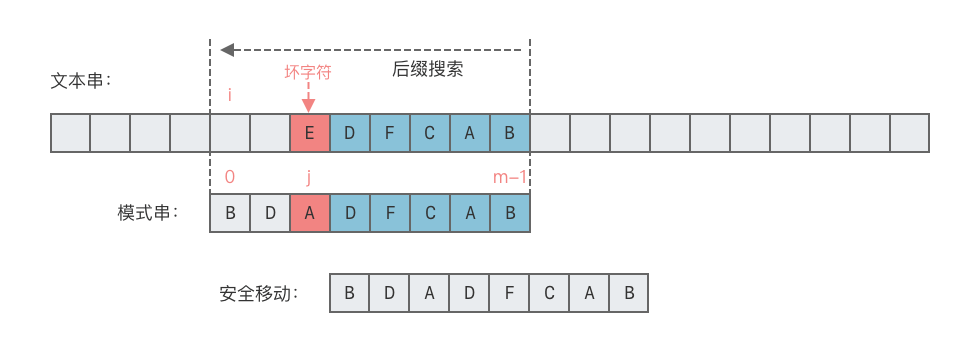 后缀搜索
坏字符
文本串：
i
E D F C A B
0 j m-1
模式串： B D A D F C A B
安全移动： B D A D F C A B